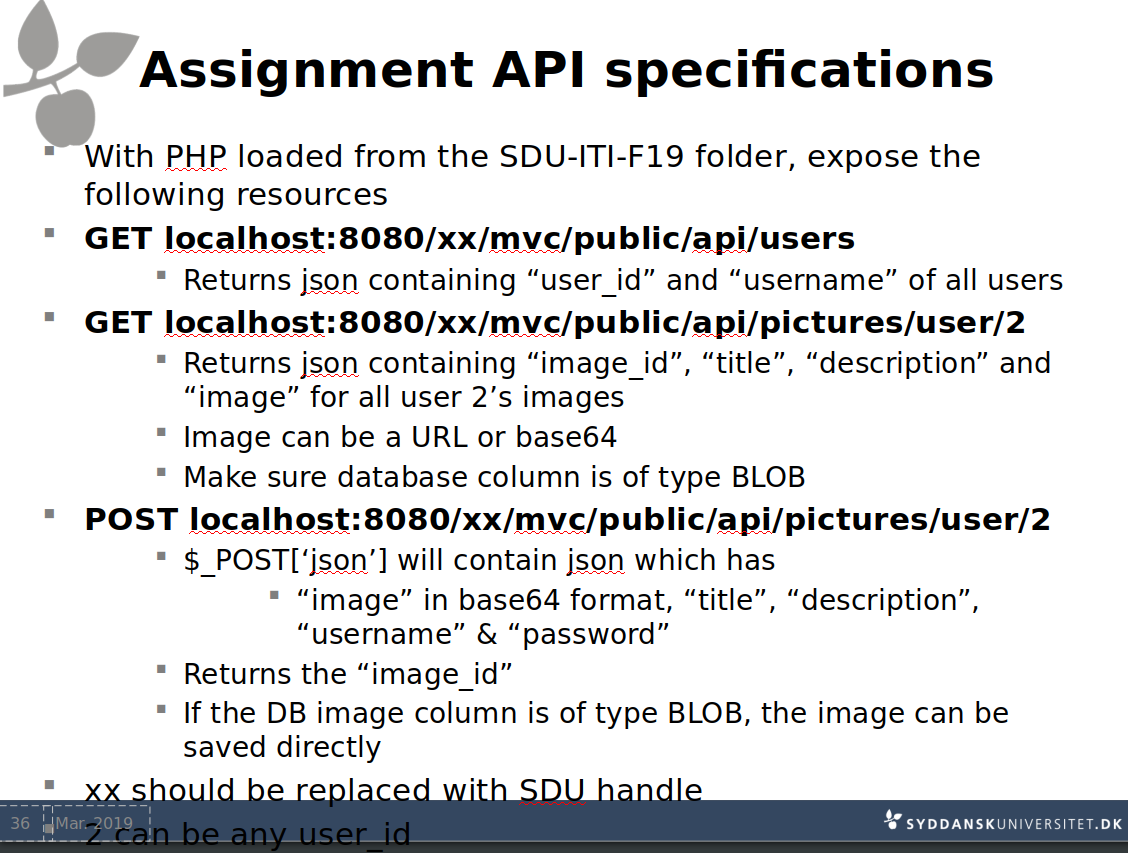 Assignment API specifications
With PHP loaded from the SDU-ITI-F19 folder, expose the
following resources
GET localhost:8080/xx/mvc/public/api/users
Returns json containing “user_id” and “username” of all users
GET localhost:8080/xx/mvc/public/api/pictures/user/2
Returns json containing “image_id”, “title”, “description” and
“image” for all user 2’s images
Image can be a URL or base64
Make sure database column is of type BLOB
POST localhost:8080/xx/mvc/public/api/pictures/user/2
$_POST[‘json’] will contain json which has
“image” in base64 format, “title”, “description”,
“username” & “password”
Returns the “image_id”
If the DB image column is of type BLOB, the image can be
saved directly
xx should be replaced with SDU handle
2 can be any user_id
36 Mar. 2019
SYDDANSKUNIVERSITET.DK